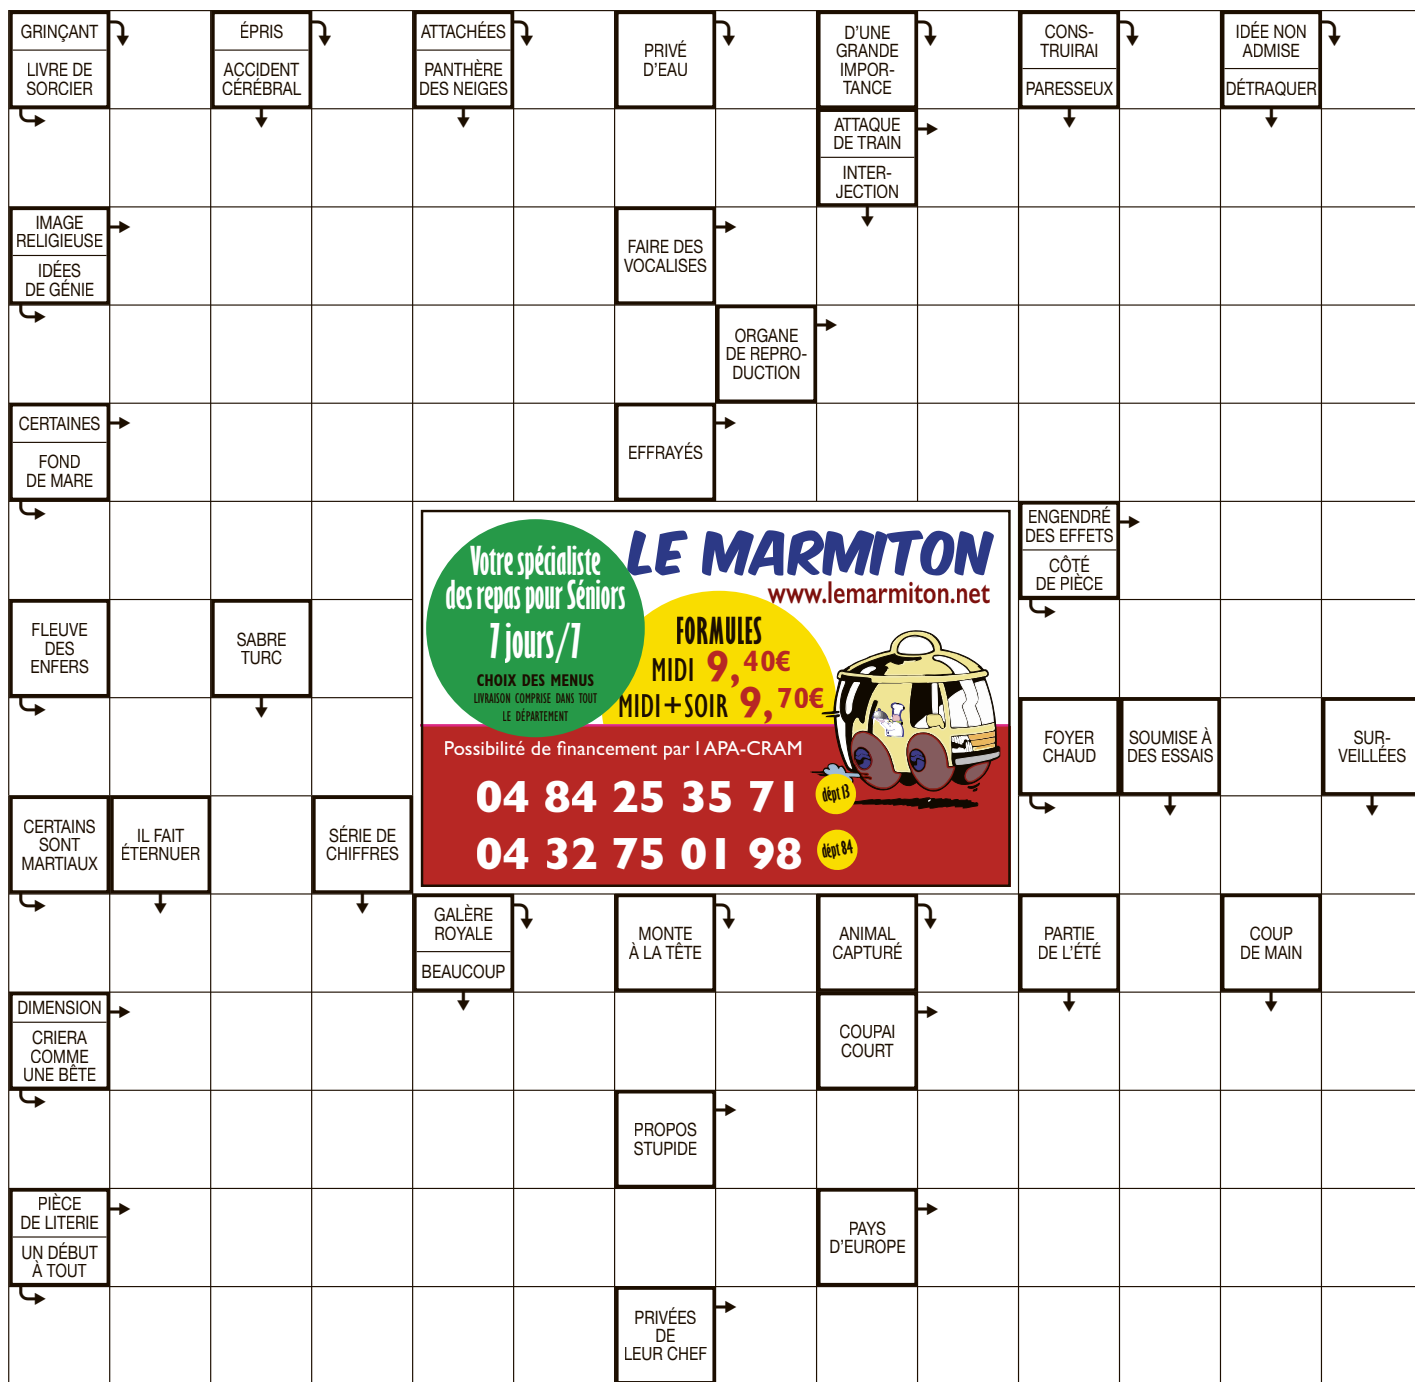 GRINÇANT
LIVRE DE
SORCIER
ÉPRIS
ACCIDENT
CÉRÉBRAL
ATTACHÉES
PANTHÈRE
DES NEIGES
PRIVÉ
D'EAU
D'UNE
GRANDE
IMPOR-
TANCE
CONS-
TRUIRAI
PARESSEUX
IDÉE NON
ADMISE
DÉTRAQUER
ATTAQUE
DE TRAIN
INTER-
JECTION
IMAGE
RELIGIEUSE
IDÉES
DE GÉNIE
FAIRE DES
VOCALISES
ORGANE
DE REPRO-
DUCTION
CERTAINES
FOND
DE MARE
EFFRAYÉS
Votre spécialiste
des repas pour Séniors
7 jours/7
CHOIX DES MENUS
LIVRAISON COMPRISE DANS TOUT
LE DÉPARTEMENT
LE MARMITON
www.lemarmiton.net
FORMULES
MIDI 9,40€
MIDI+SOIR 9,70€
Possibilité de financement par l APA-CRAM
04 84 25 35 71 dépt 13
04 32 75 01 98 dépt 84
ENGENDRÉ
DES EFFETS
CÔTÉ
DE PIÈCE
FLEUVE
DES
ENFERS
SABRE
TURC
FOYER
CHAUD
SOUMISE À
DES ESSAIS
SUR-
VEILLÉES
CERTAINS
SONT
MARTIAUX
IL FAIT
ÉTERNUER
SÉRIE DE
CHIFFRES
GALÈRE
ROYALE
BEAUCOUP
MONTE
À LA TÊTE
ANIMAL
CAPTURÉ
PARTIE
DE L'ÉTÉ
COUP
DE MAIN
DIMENSION
CRIERA
COMME
UNE BÊTE
COUPAI
COURT
PROPOS
STUPIDE
PIÈCE
DE LITERIE
UN DÉBUT
À TOUT
PAYS
D'EUROPE
PRIVÉES
DE
LEUR CHEF